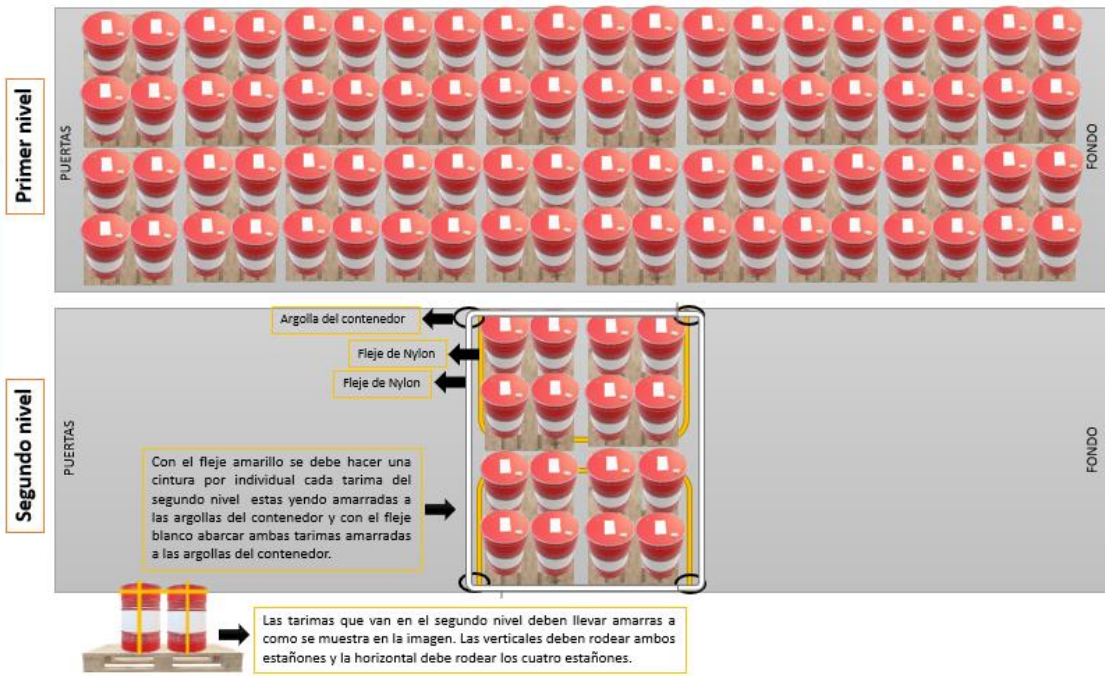 Primer nivel
PUERTAS
FONDO
Segundo nivel
PUERTAS
Argolla del contenedor
Fleje de Nylon
Fleje de Nylon
Con el fleje amarillo se debe hacer una
cintura por individual cada tarima del
segundo nivel estas yendo amarradas a
las argollas del contenedor y con el fleje
blanco abarcar ambas tarimas amarradas
a las argollas del contenedor.
FONDO
Las tarimas que van en el segundo nivel deben llevar amarras a
como se muestra en la imagen. Las verticales deben rodear ambos
estañones y la horizontal debe rodear los cuatro estañones.